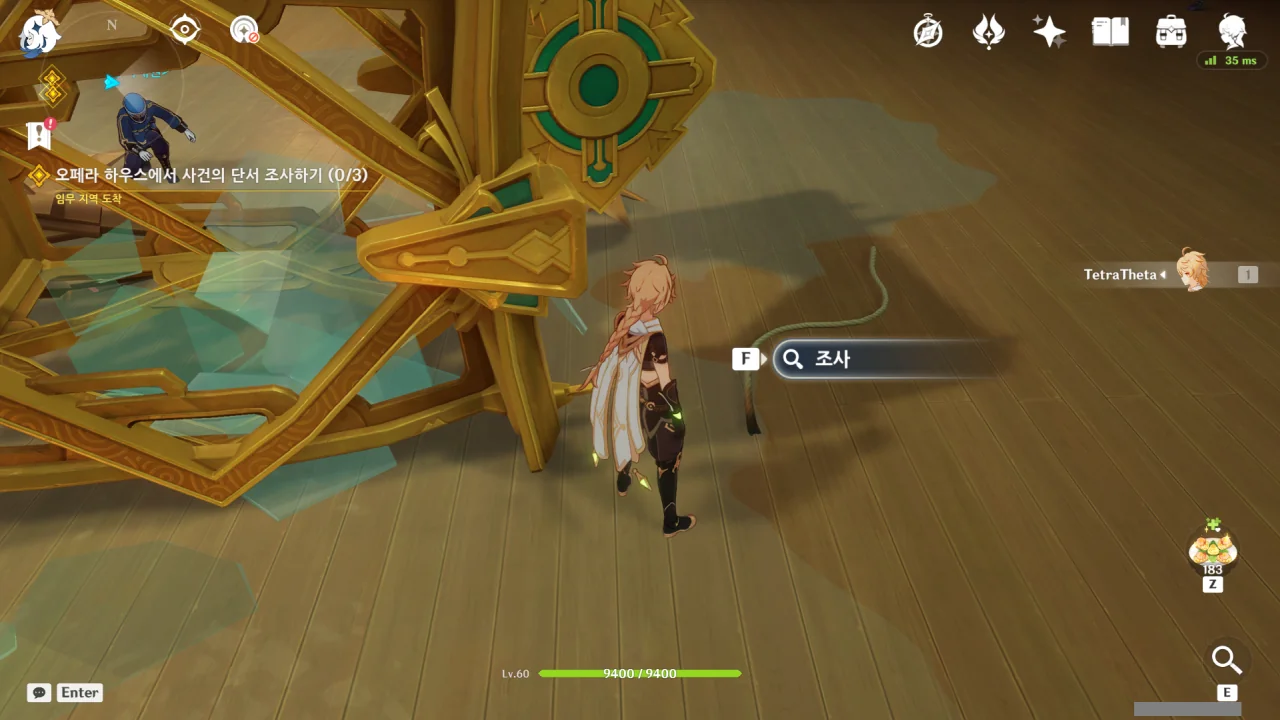 N
35 ms
오페라 하우스에서 사건의 단서 조사하기 (0/3)
임무 지역 도착
TetraTheta
1
F
조사
183
Z
Lv.60
9400 / 9400
Enter
E